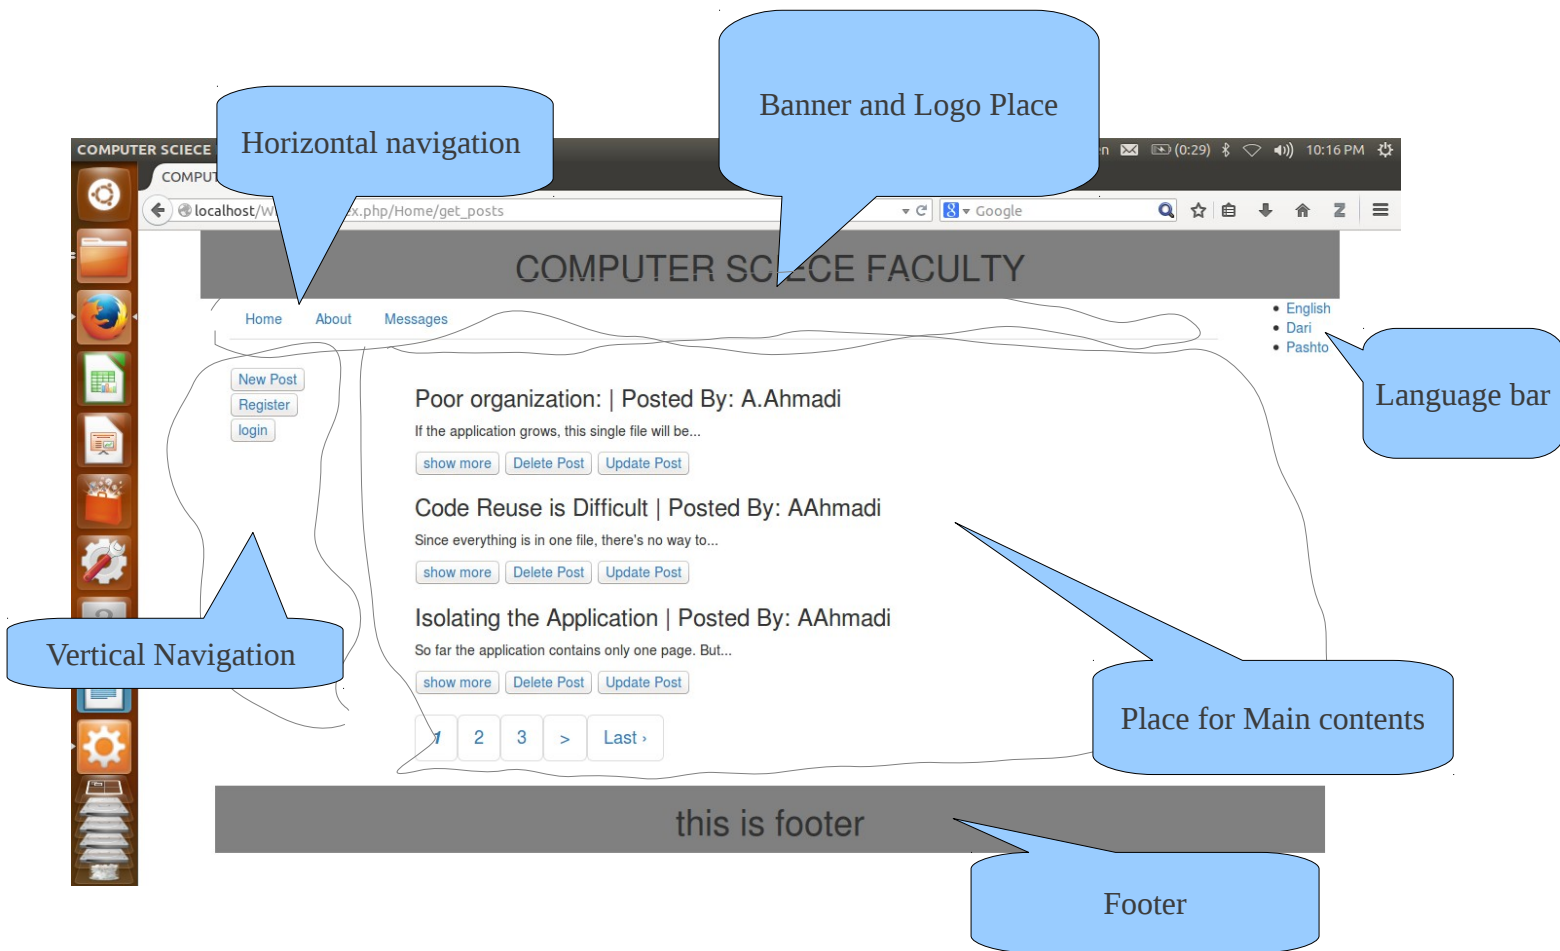 Banner and Logo Place
Horizontal navigation
COMPUTER SCIECE
en (0:29) 10:16 PM
COMPUT
localhost/W ex.php/Home/get_posts
8 Google
COMPUTER SCIECE FACULTY
Home About Messages
English
Dari
Pashto
Language bar
New Post
Register
login
Poor organization: | Posted By: A.Ahmadi
If the application grows, this single file will be...
show more Delete Post Update Post
Code Reuse is Difficult | Posted By: AAhmadi
Since everything is in one file, there's no way to...
show more Delete Post Update Post
Isolating the Application | Posted By: AAhmadi
So far the application contains only one page. But...
show more Delete Post Update Post
Vertical Navigation
Place for Main contents
1 2 3 > Last ›
this is footer
Footer